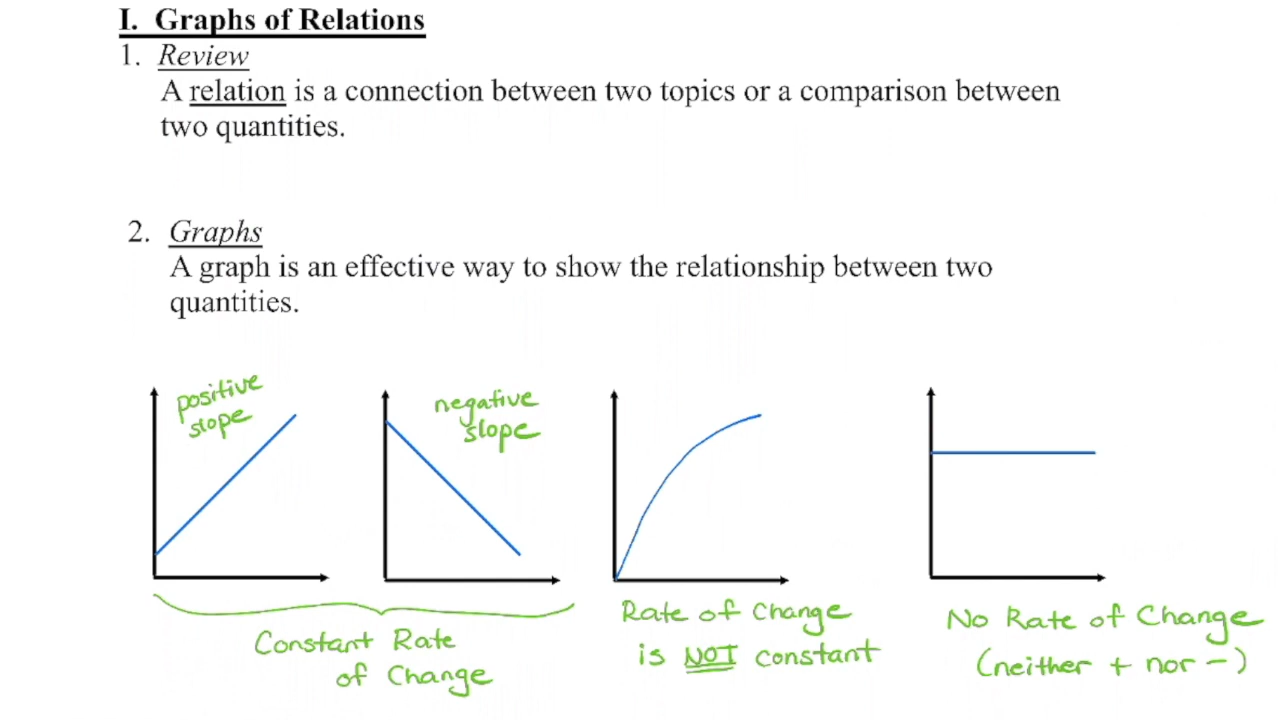 I. Graphs of Relations
1. Review
A relation is a connection between two topics or a comparison between
two quantities.
2. Graphs
A graph is an effective way to show the relationship between two
quantities.
positive
slope
negative
slope
Constant Rate
of Change
Rate of Change
is NOT constant
No Rate of Change
(neither + nor -)